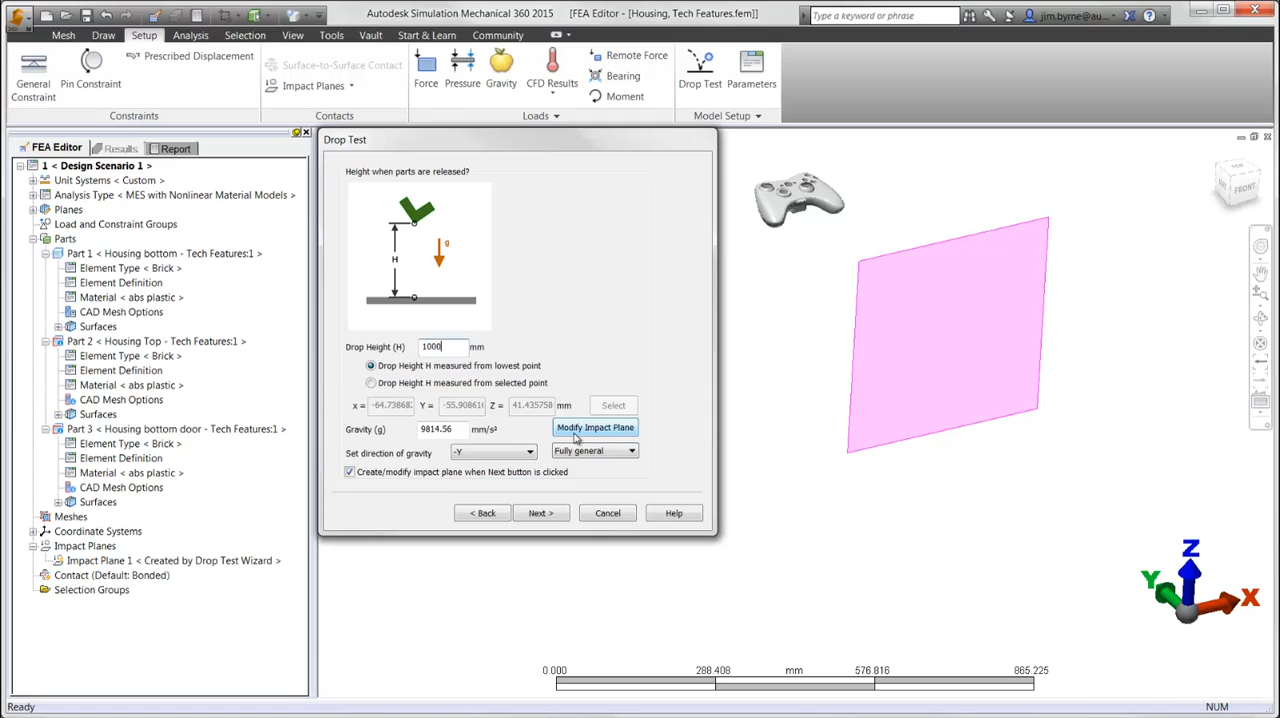 Autodesk Simulation Mechanical 360 2015 [FEA Editor - [Housing, Tech Features.fem]]
Type a keyword or phrase
jim.byrne@au...
Mesh Draw Setup Analysis Selection View Tools Vault Start & Learn Community
General Constraint
Pin Constraint
Prescribed Displacement
Constraints
Surface-to-Surface Contact
Impact Planes
Contacts
Force
Pressure
Gravity
CFD Results
Remote Force
Bearing
Moment
Loads
Drop Test
Parameters
Model Setup
FEA Editor Results Report
1 < Design Scenario 1 >
Unit Systems < Custom >
Analysis Type < MES with Nonlinear Material Models >
Planes
Load and Constraint Groups
Parts
Part 1 < Housing bottom - Tech Features:1 >
Element Type < Brick >
Element Definition
Material < abs plastic >
CAD Mesh Options
Surfaces
Part 2 < Housing Top - Tech Features:1 >
Element Type < Brick >
Element Definition
Material < abs plastic >
CAD Mesh Options
Surfaces
Part 3 < Housing bottom door - Tech Features:1 >
Element Type < Brick >
Element Definition
Material < abs plastic >
CAD Mesh Options
Surfaces
Meshes
Coordinate Systems
Impact Planes
Impact Plane 1 < Created by Drop Test Wizard >
Contact (Default: Bonded)
Selection Groups
Drop Test
Height when parts are released?
g
H
Drop Height (H) 1000 mm
Drop Height H measured from lowest point
Drop Height H measured from selected point
x = -64.73868 Y = -55.90861 Z = 41.435758 mm Select
Gravity (g) 9814.56 mm/s² Modify Impact Plane
Set direction of gravity -Y Fully general
Create/modify impact plane when Next button is clicked
< Back Next > Cancel Help
FRONT
Z
Y
X
0.000 288.408 mm 576.816 865.225
Ready
NUM